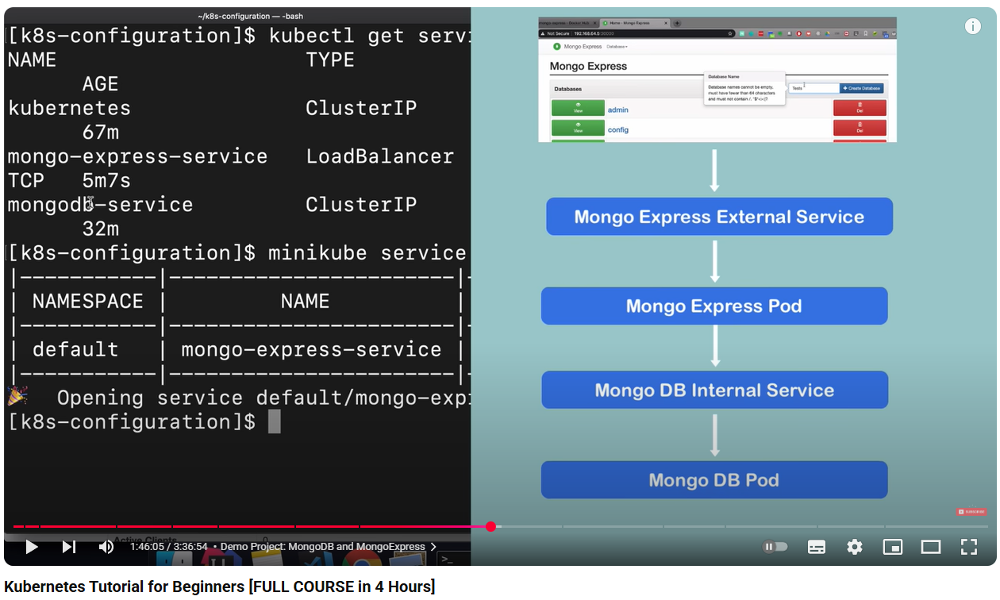 ~/k8s-configuration — -bash
[k8s-configuration]$ kubectl get servi
NAME TYPE
AGE
kubernetes ClusterIP
67m
mongo-express-service LoadBalancer
TCP 5m7s
mongodb-service ClusterIP
32m
[k8s-configuration]$ minikube service
|-----------|-----------------------|-
| NAMESPACE | NAME |
|-----------|-----------------------|-
| default | mongo-express-service |
|-----------|-----------------------|-
🎉 Opening service default/mongo-expr
[k8s-configuration]$
Home - Mongo Express
Not Secure | 192.168.64.5:30000
Mongo Express Database
Mongo Express
Databases
Database Name
Database names cannot be empty,
must have fewer than 64 characters
and must not contain /. "$*<>|?
Tests
+ Create Database
View admin Del
View config Del
Mongo Express External Service
Mongo Express Pod
Mongo DB Internal Service
Mongo DB Pod
SUBSCRIBE
Active Clients
1:46:05 / 3:36:54 • Demo Project: MongoDB and MongoExpress >
Kubernetes Tutorial for Beginners [FULL COURSE in 4 Hours]